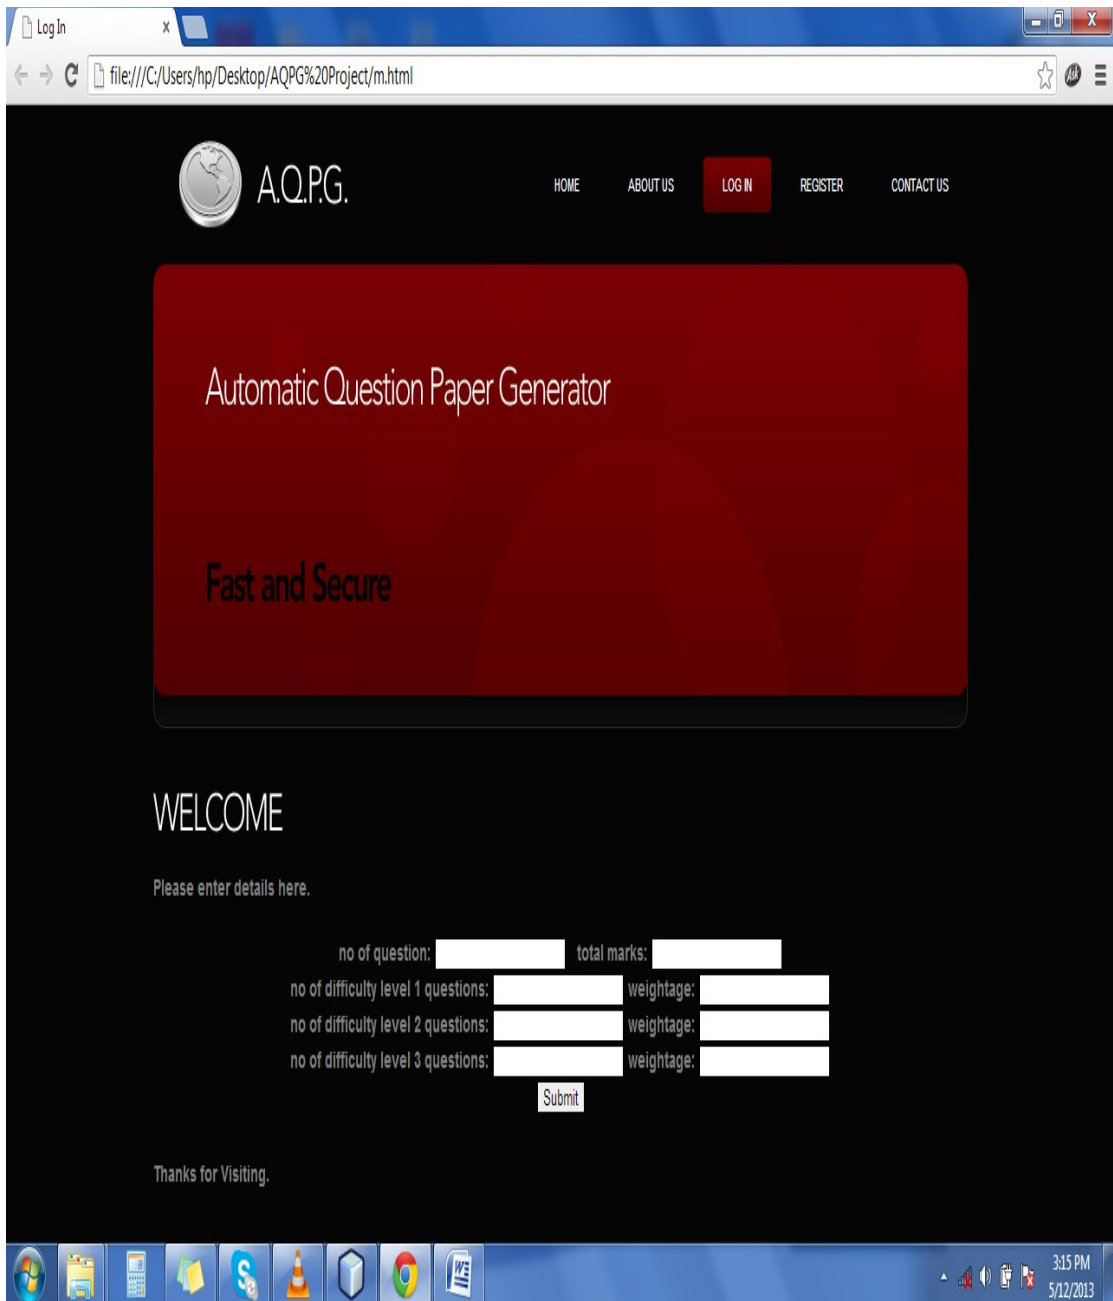 Log In
file:///C:/Users/hp/Desktop/AQPG%20Project/m.html
Ask
A.Q.P.G.
HOME ABOUT US LOG IN REGISTER CONTACT US
Automatic Question Paper Generator
Fast and Secure
WELCOME
Please enter details here.
no of question: total marks:
no of difficulty level 1 questions: weightage:
no of difficulty level 2 questions: weightage:
no of difficulty level 3 questions: weightage:
Submit
Thanks for Visiting.
3:15 PM
5/12/2013